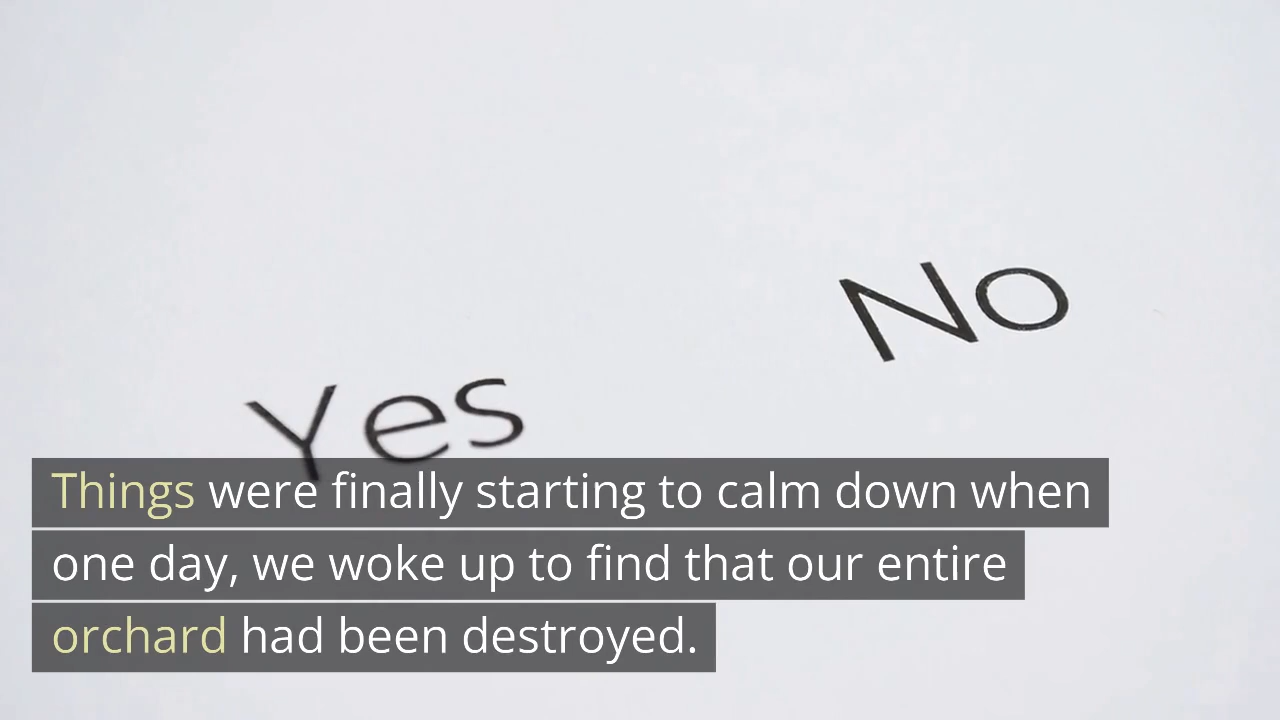 No
Yes
Things were finally starting to calm down when
one day, we woke up to find that our entire
orchard had been destroyed.